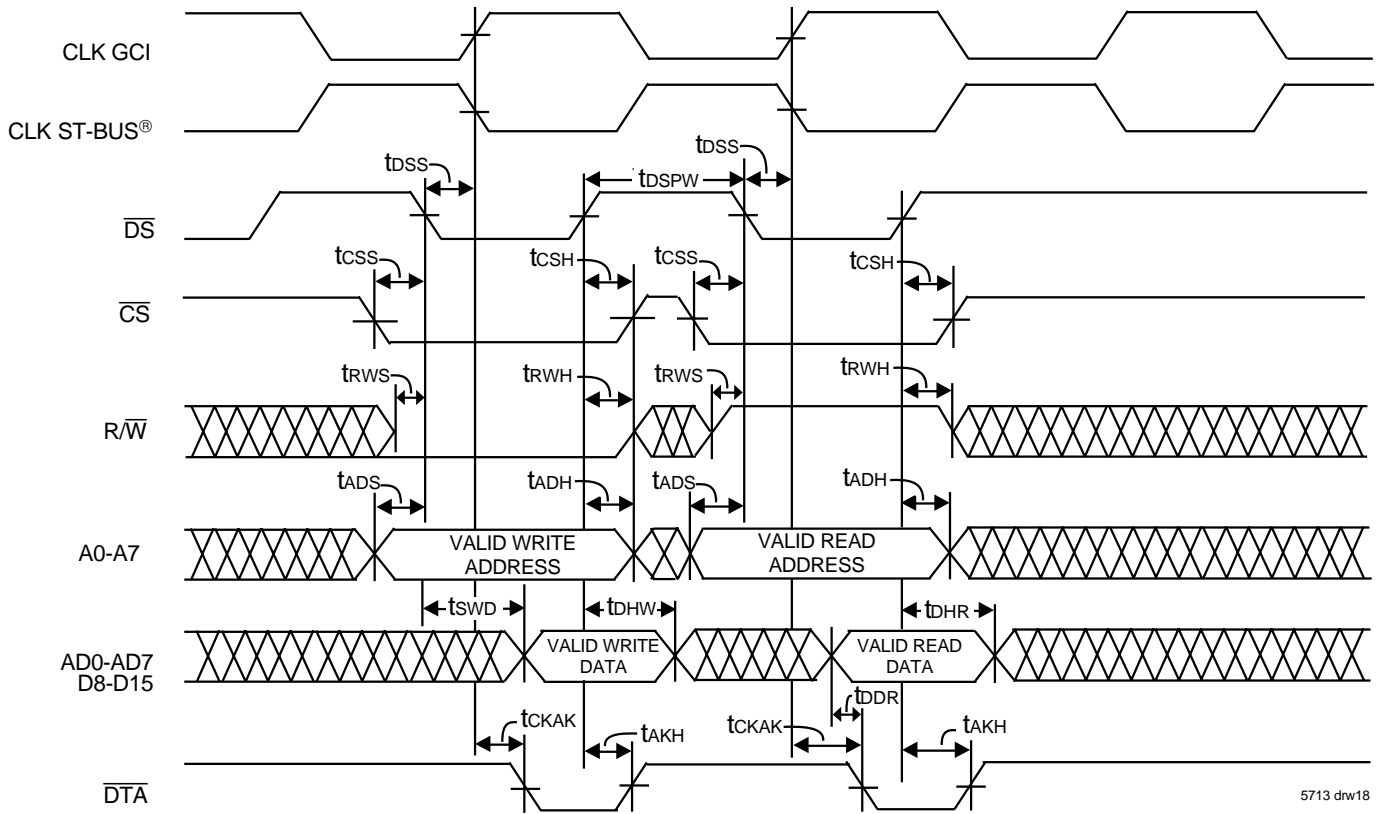 CLK GCI
CLK ST-BUS®
tDSS
tDSPW
tDSS
DS
tCSS
tCSH
tCSS
tCSH
CS
tRWS
tRWH
tRWS
tRWH
R/W
tADS
tADH
tADS
tADH
A0-A7
VALID WRITE
ADDRESS
VALID READ
ADDRESS
tSWD
tDHW
tDHR
AD0-AD7
D8-D15
VALID WRITE
DATA
VALID READ
DATA
tDDR
tCKAK
tAKH
tCKAK
tAKH
DTA
5713 drw18